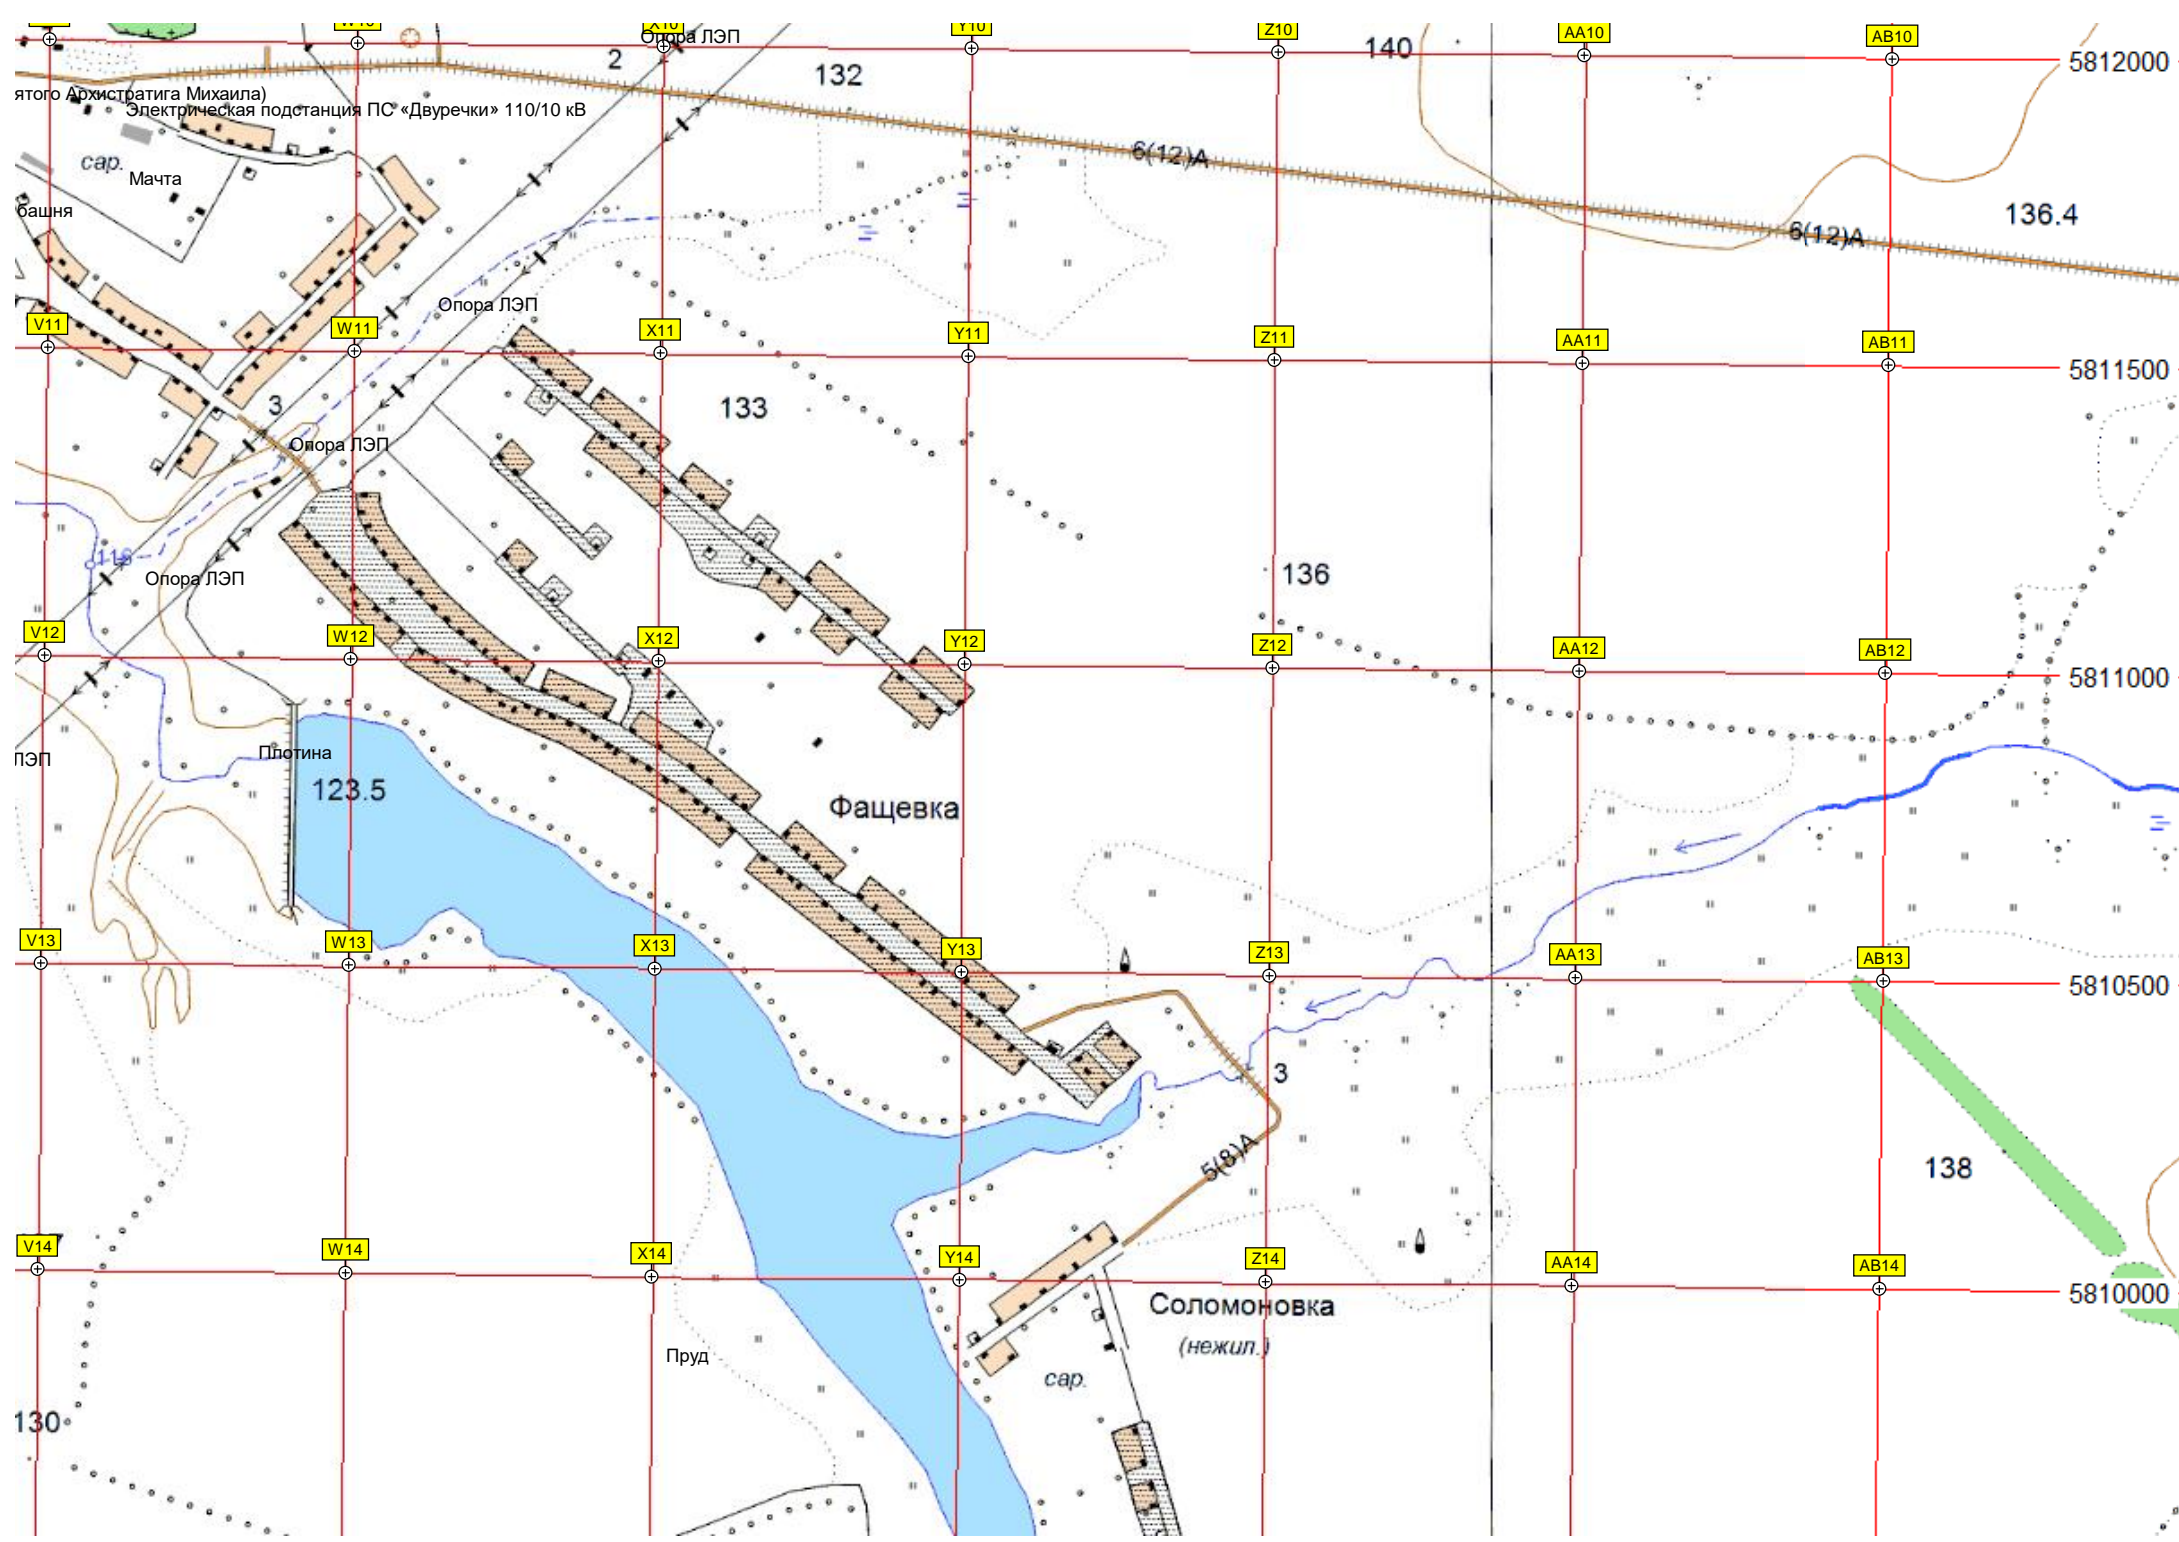 W10
X10
Y10
Z10
AA10
AB10
Опора ЛЭП
2
132
140
5812000
ятого Архистратига Михаила)
Электрическая подстанция ПС «Двуречки» 110/10 кВ
сар.
Мачта
6(12)А
башня
136.4
6(12)А
Опора ЛЭП
V11
W11
X11
Y11
Z11
AA11
AB11
5811500
3
133
Опора ЛЭП
116
Опора ЛЭП
136
V12
W12
X12
Y12
Z12
AA12
AB12
5811000
ЛЭП
Плотина
123.5
Фащевка
V13
W13
X13
Y13
Z13
AA13
AB13
5810500
3
5(8)А
138
V14
W14
X14
Y14
Z14
AA14
AB14
5810000
Соломоновка
(нежил.)
Пруд
сар.
130